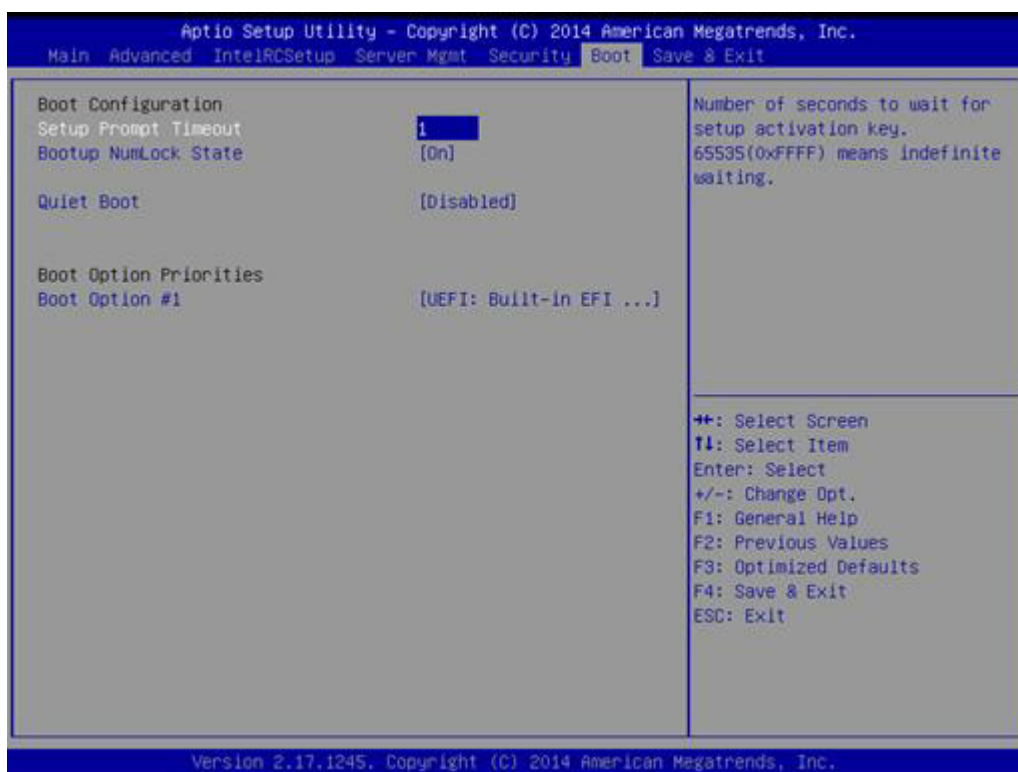 Aptio Setup Utility - Copyright (C) 2014 American Megatrends, Inc.
Main Advanced IntelRCSetup Server Mgmt Security Boot Save & Exit
Boot Configuration
Setup Prompt Timeout 1
Bootup NumLock State [On]
Quiet Boot [Disabled]
Boot Option Priorities
Boot Option #1 [UEFI: Built-in EFI ...]
Number of seconds to wait for
setup activation key.
65535(0xFFFF) means indefinite
waiting.
→←: Select Screen
↑↓: Select Item
Enter: Select
+/-: Change Opt.
F1: General Help
F2: Previous Values
F3: Optimized Defaults
F4: Save & Exit
ESC: Exit
Version 2.17.1245. Copyright (C) 2014 American Megatrends, Inc.